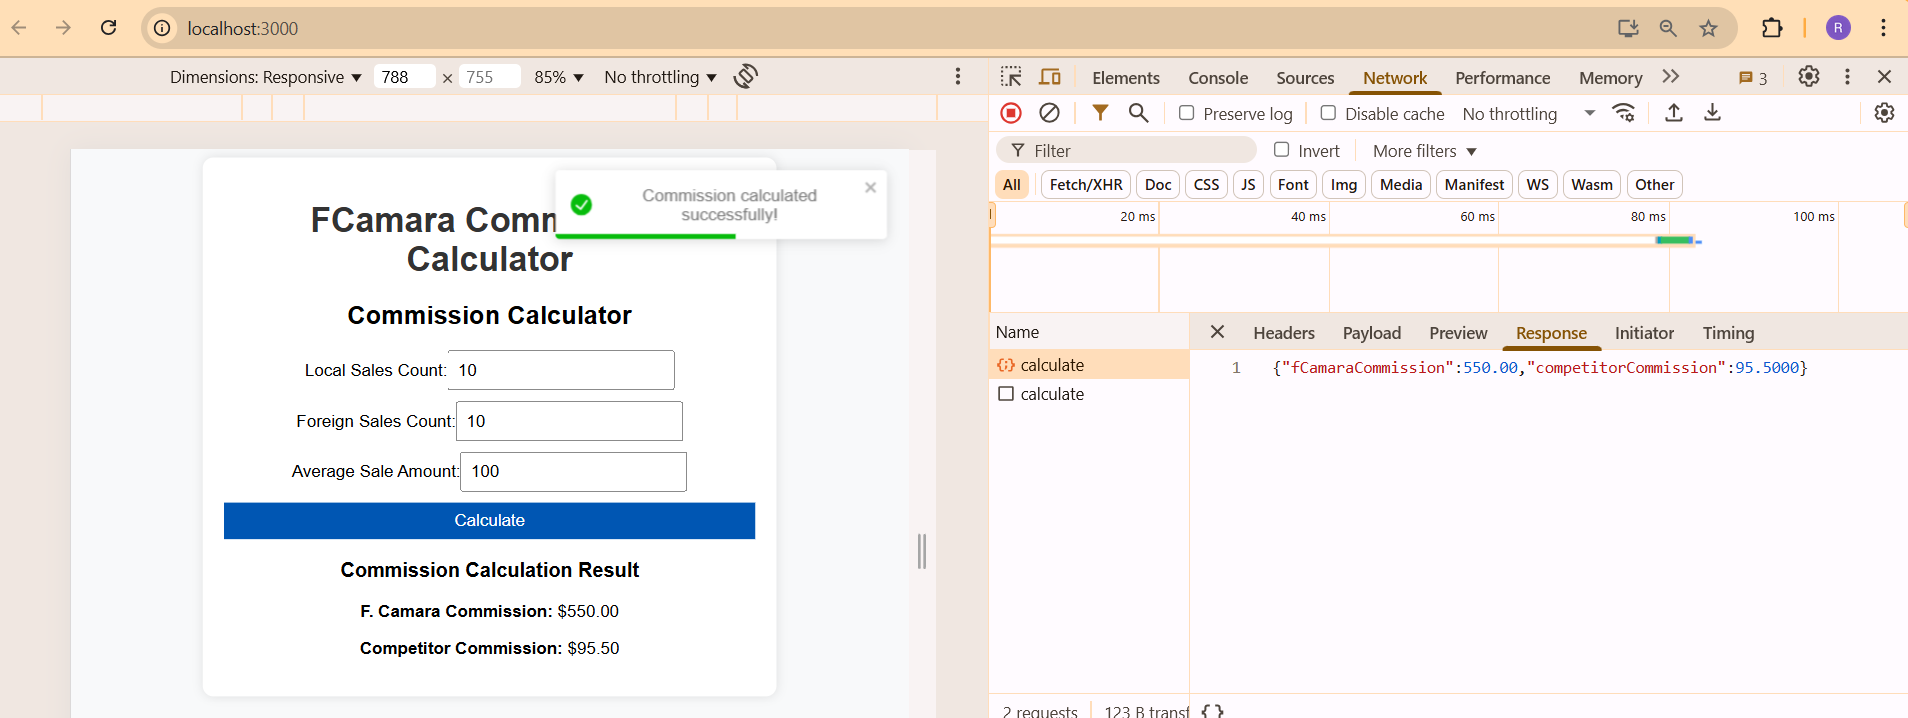 localhost:3000
R
Dimensions: Responsive ▼ 788 × 755 85% ▼ No throttling ▼
Elements Console Sources Network Performance Memory 3
Preserve log Disable cache No throttling
Filter Invert More filters ▼
All Fetch/XHR Doc CSS JS Font Img Media Manifest WS Wasm Other
20 ms 40 ms 60 ms 80 ms 100 ms
Commission calculated
successfully!
FCamara Comm
Calculator
Commission Calculator
Local Sales Count: 10
Foreign Sales Count: 10
Average Sale Amount: 100
Calculate
Commission Calculation Result
F. Camara Commission: $550.00
Competitor Commission: $95.50
Name
calculate
calculate
Headers Payload Preview Response Initiator Timing
1 {"fCamaraCommission":550.00,"competitorCommission":95.5000}
2 requests 123 B transf { }